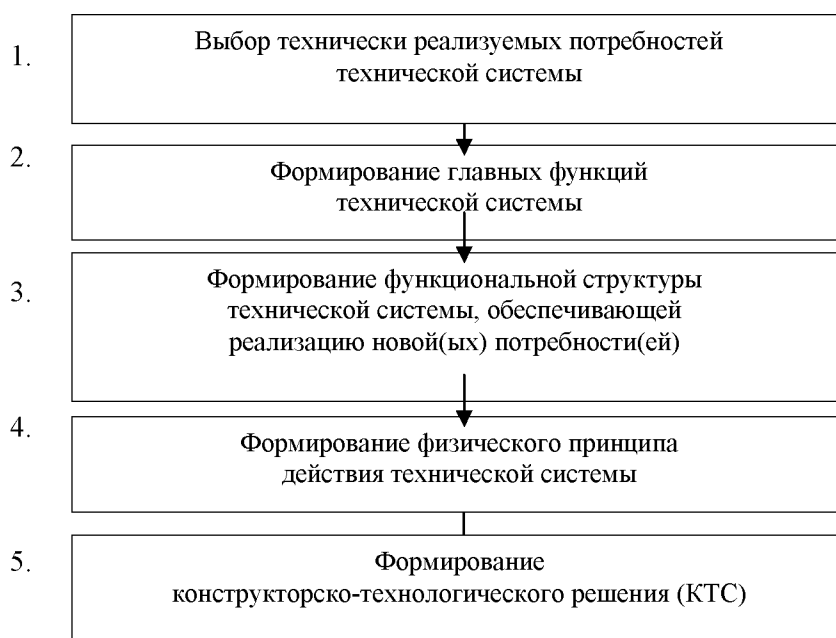 1.
Выбор технически реализуемых потребностей
технической системы
2.
Формирование главных функций
технической системы
3.
Формирование функциональной структуры
технической системы, обеспечивающей
реализацию новой(ых) потребности(ей)
4.
Формирование физического принципа
действия технической системы
5.
Формирование
конструкторско-технологического решения (КТС)